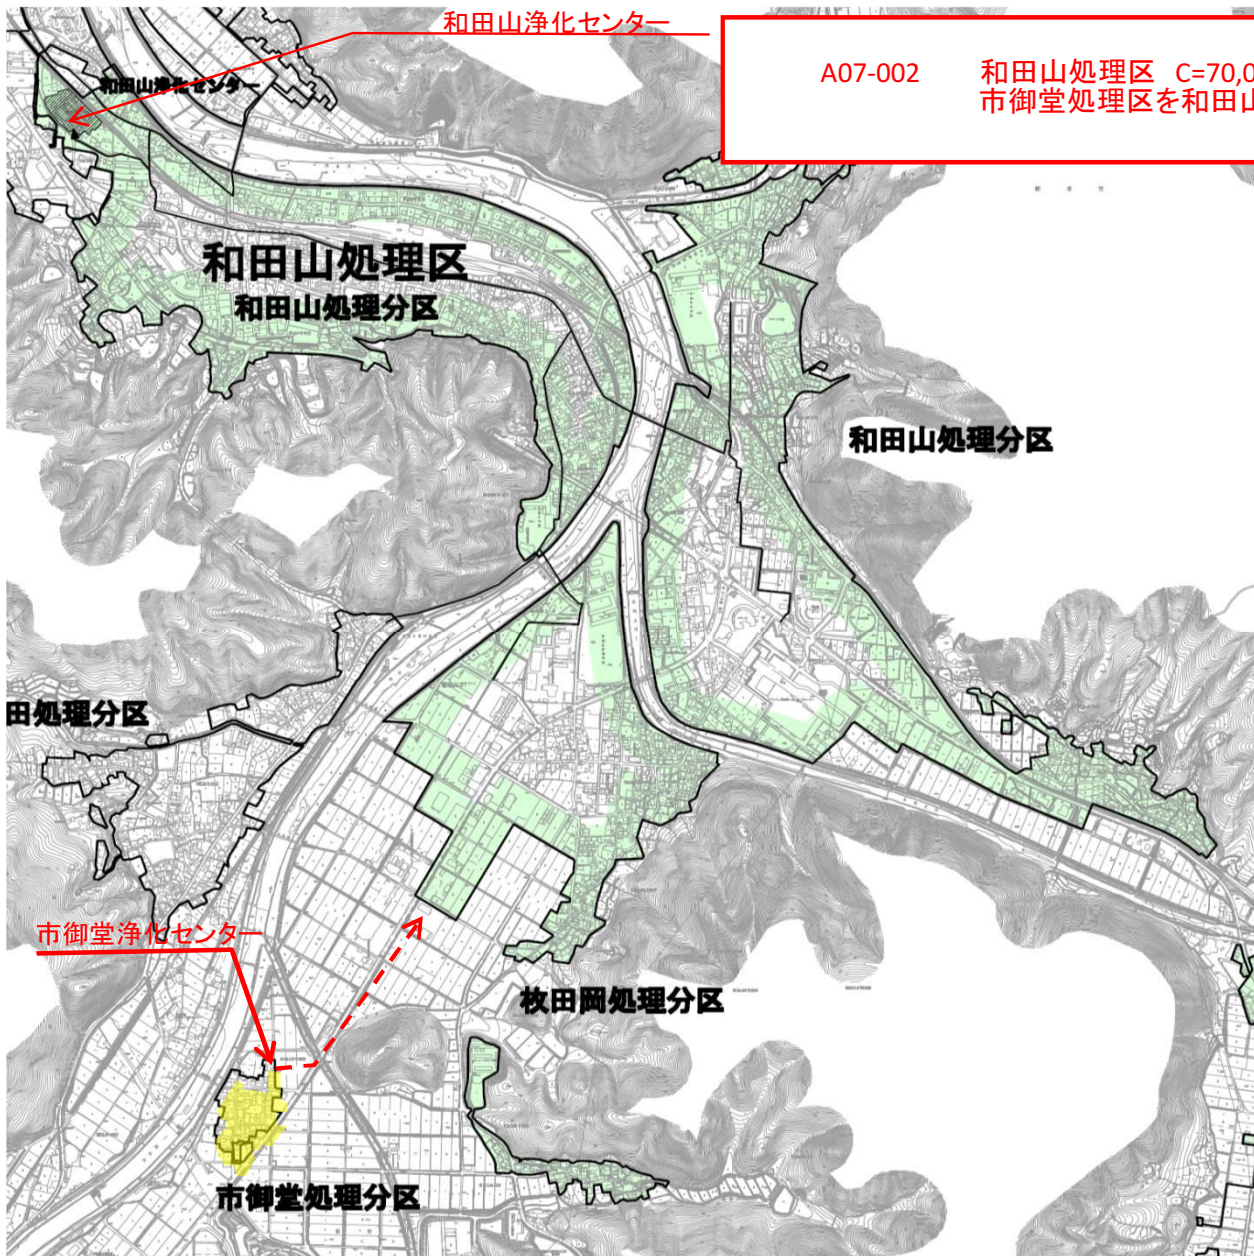 和田山浄化センター
A07-002 和田山処理区 C=70,0
市御堂処理区を和田山
和田山浄化センター
和田山処理区
和田山処理分区
和田山処理分区
田処理分区
市御堂浄化センター
枚田岡処理分区
市御堂処理分区